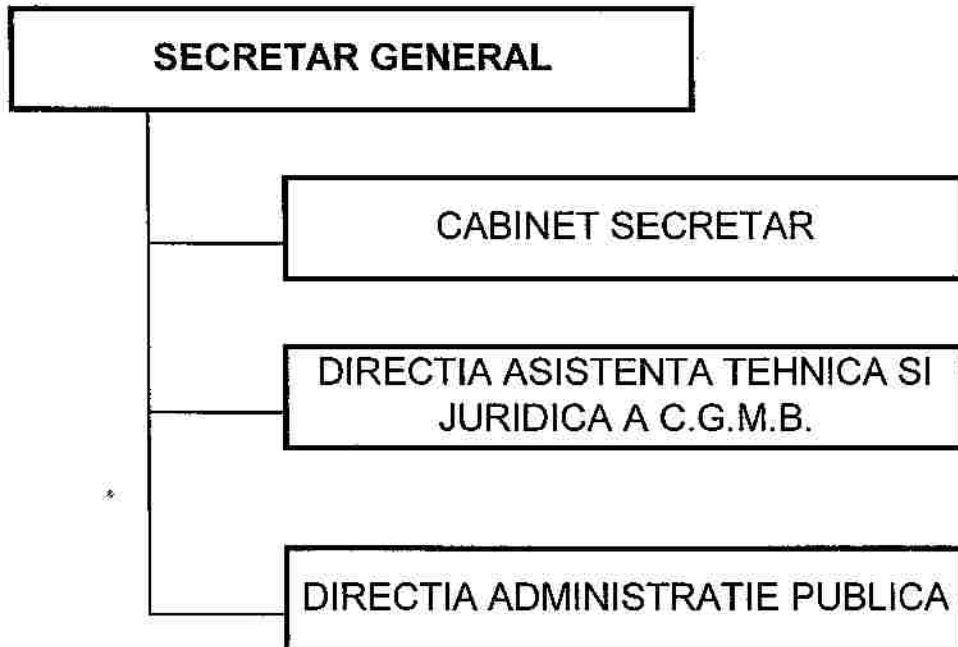 SECRETAR GENERAL
CABINET SECRETAR
DIRECTIA ASISTENTA TEHNICA SI
JURIDICA A C.G.M.B.
DIRECTIA ADMINISTRATIE PUBLICA